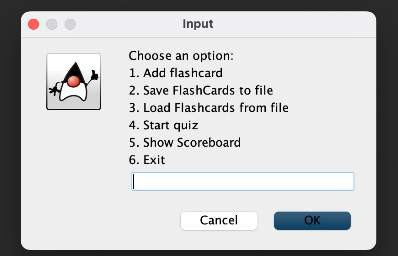 Input
Choose an option:
1. Add flashcard
2. Save FlashCards to file
3. Load Flashcards from file
4. Start quiz
5. Show Scoreboard
6. Exit
Cancel
OK